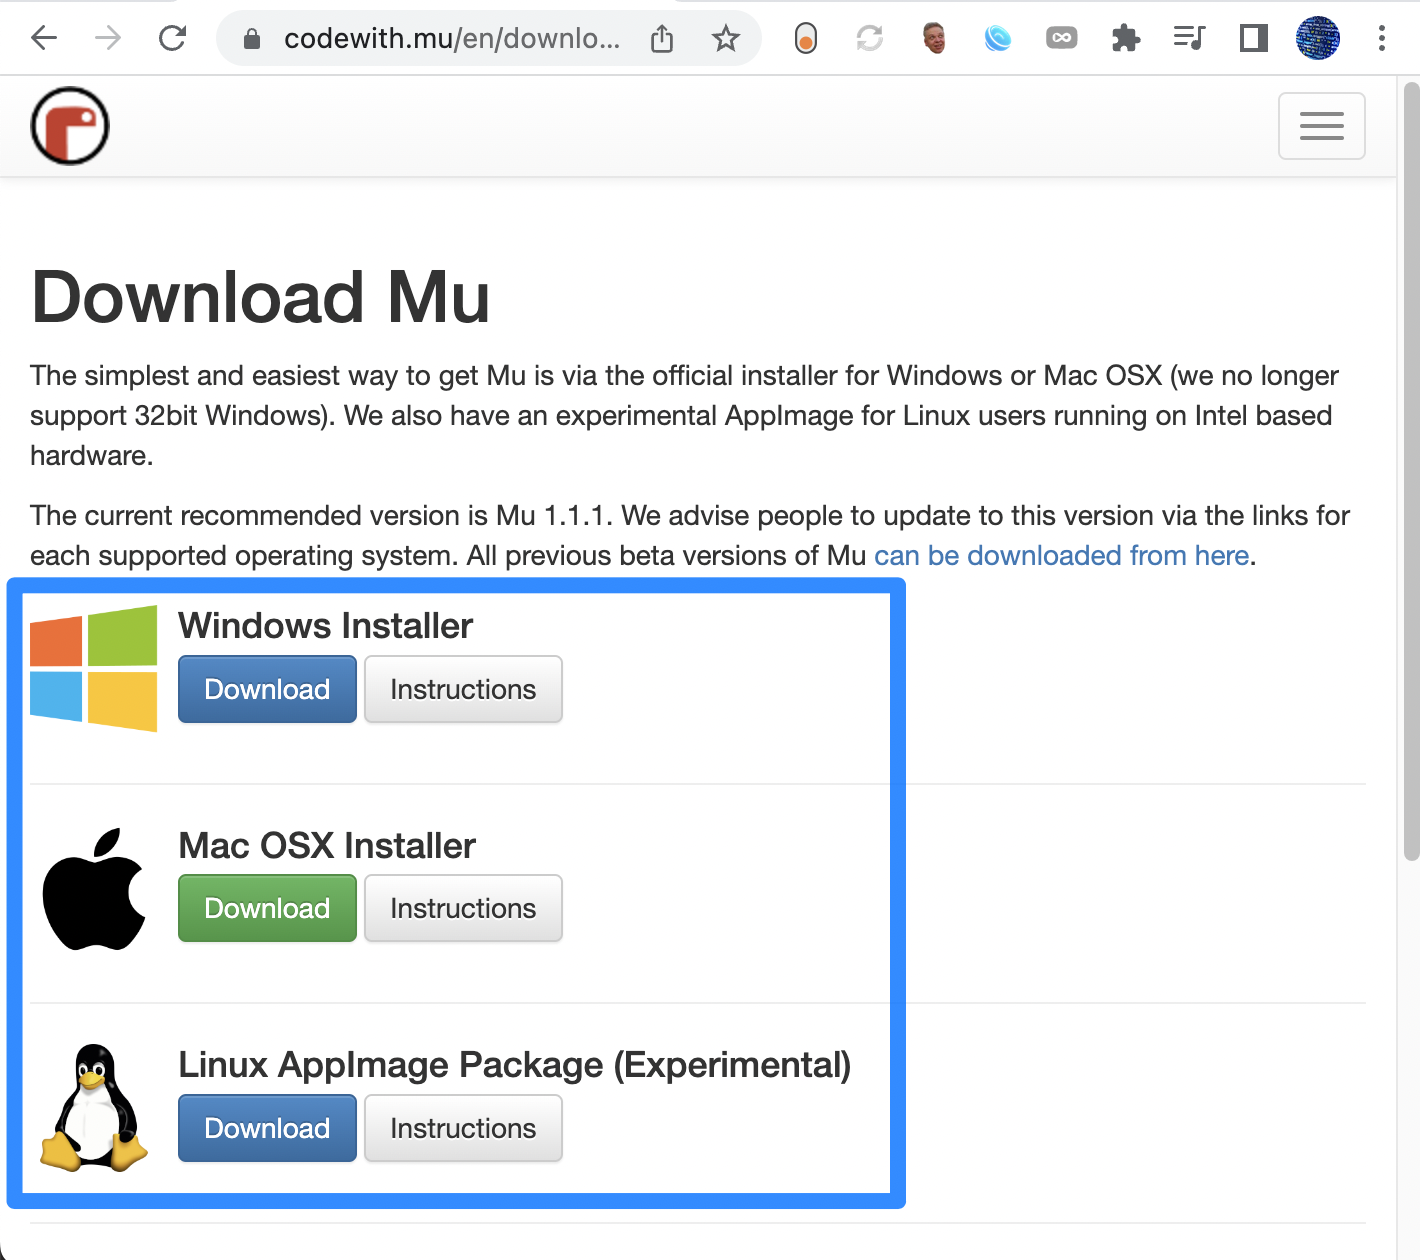 codewith.mu/en/downlo...
Download Mu
The simplest and easiest way to get Mu is via the official installer for Windows or Mac OSX (we no longer
support 32bit Windows). We also have an experimental AppImage for Linux users running on Intel based
hardware.
The current recommended version is Mu 1.1.1. We advise people to update to this version via the links for
each supported operating system. All previous beta versions of Mu can be downloaded from here.
Windows Installer
Download Instructions
Mac OSX Installer
Download Instructions
Linux AppImage Package (Experimental)
Download Instructions